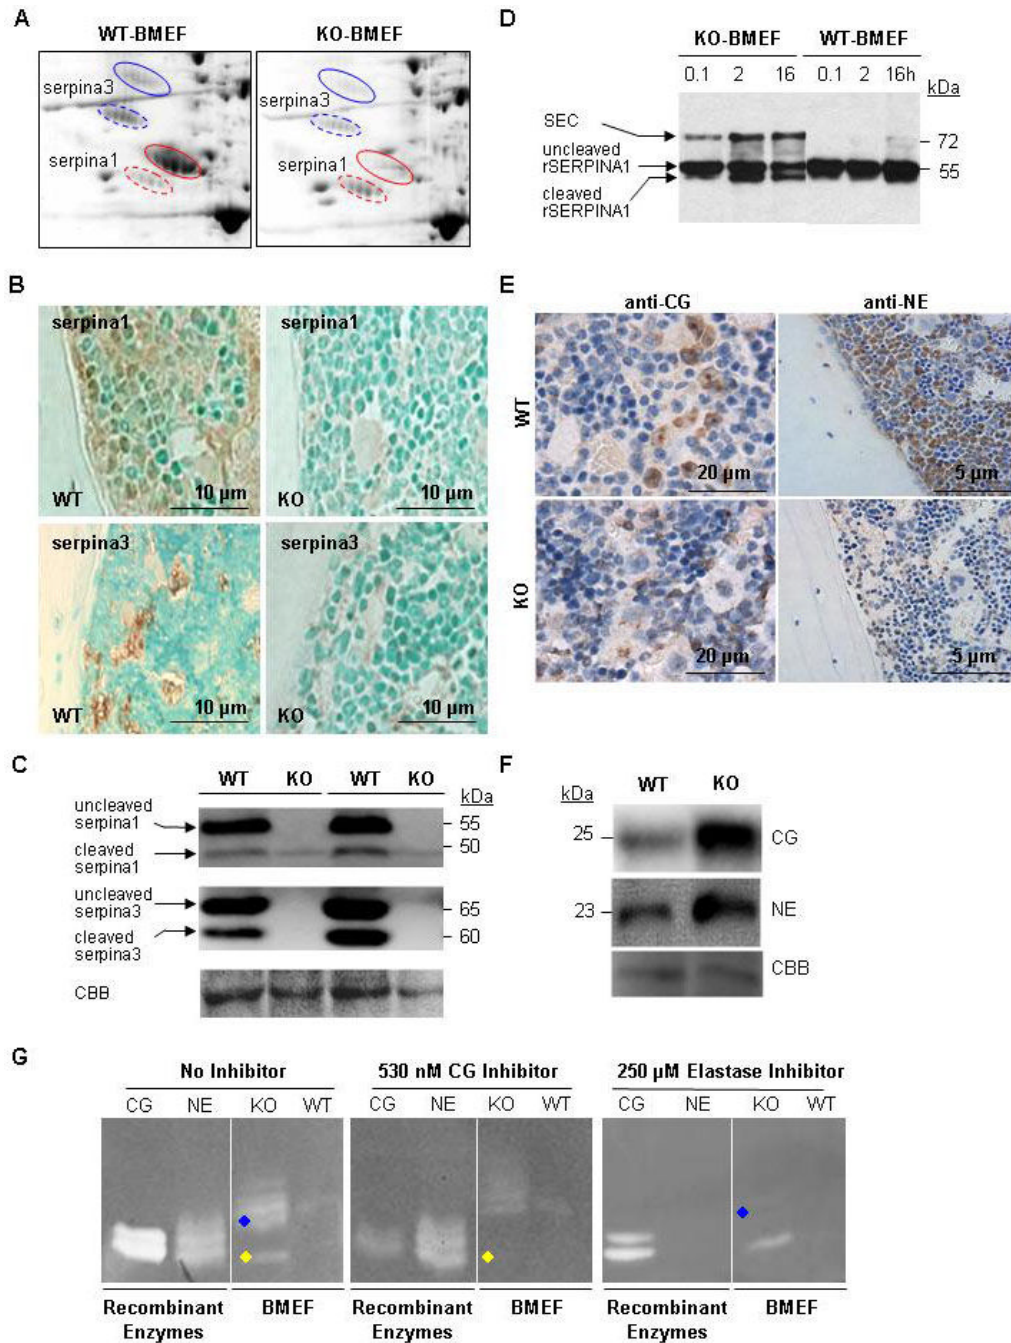 A
WT-BMEF
KO-BMEF
serpina3
serpina1
serpina3
serpina1
B
serpina1
WT
10 µm
serpina1
KO
10 µm
serpina3
WT
10 µm
serpina3
KO
10 µm
C
WT KO WT KO
kDa
uncleaved
serpina1
cleaved
serpina1
55
50
uncleaved
serpina3
cleaved
serpina3
65
60
CBB
D
KO-BMEF WT-BMEF
0.1 2 16 0.1 2 16h
kDa
SEC
uncleaved
rSERPINA1
cleaved
rSERPINA1
72
55
E
anti-CG
anti-NE
WT
20 µm
5 µm
KO
20 µm
5 µm
F
kDa
WT KO
25
CG
23
NE
CBB
G
No Inhibitor
530 nM CG Inhibitor
250 µM Elastase Inhibitor
CG NE KO WT
CG NE KO WT
CG NE KO WT
Recombinant
Enzymes
BMEF
Recombinant
Enzymes
BMEF
Recombinant
Enzymes
BMEF